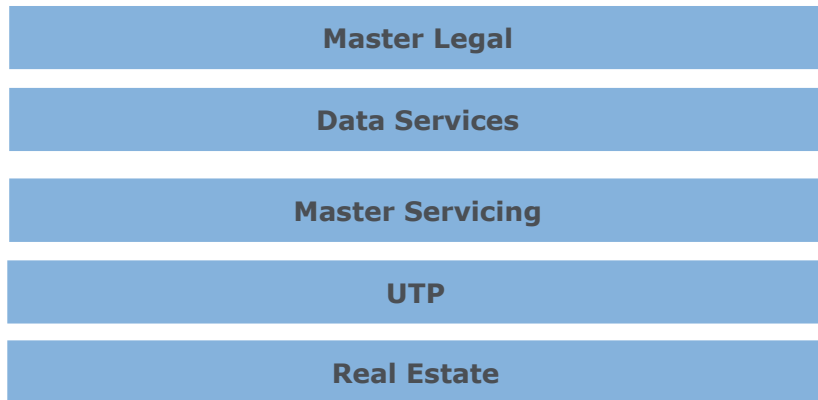 Master Legal
Data Services
Master Servicing
UTP
Real Estate